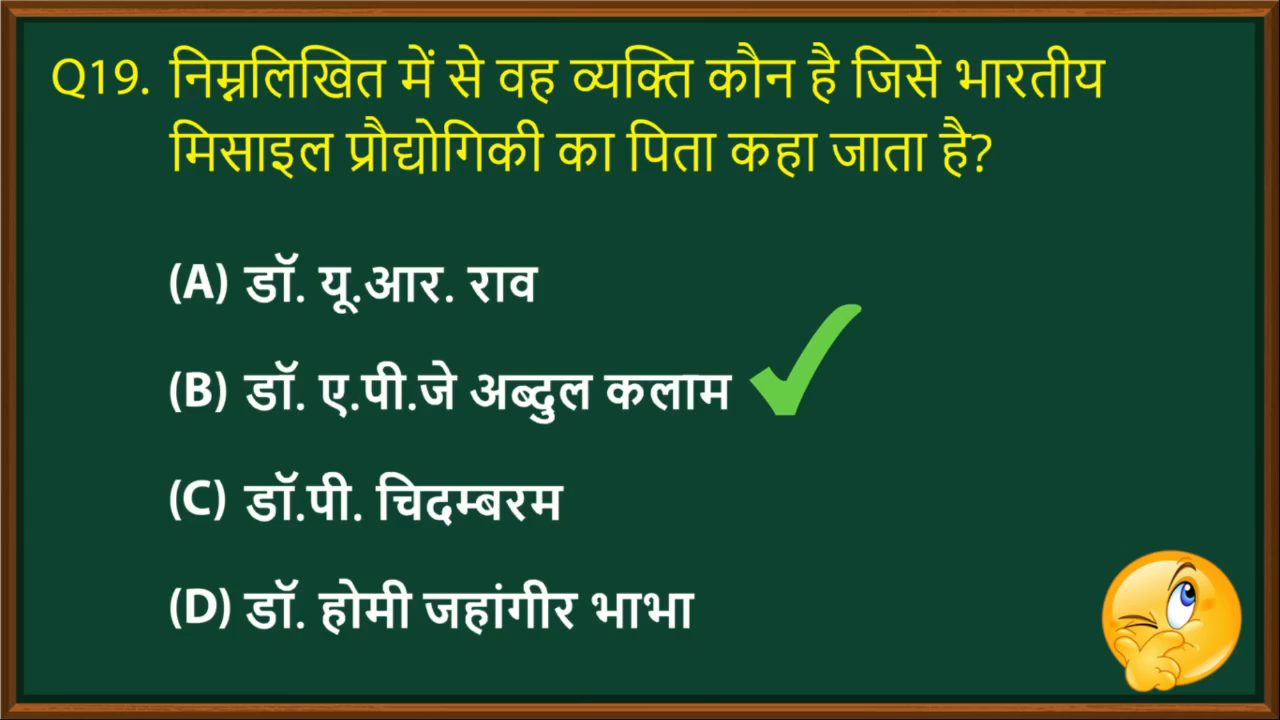 Q19. निम्नलिखित में से वह व्यक्ति कौन है जिसे भारतीय
मिसाइल प्रौद्योगिकी का पिता कहा जाता है?
(A) डॉ. यू.आर. राव
(B) डॉ. ए.पी.जे अब्दुल कलाम
(C) डॉ.पी. चिदम्बरम
(D) डॉ. होमी जहांगीर भाभा